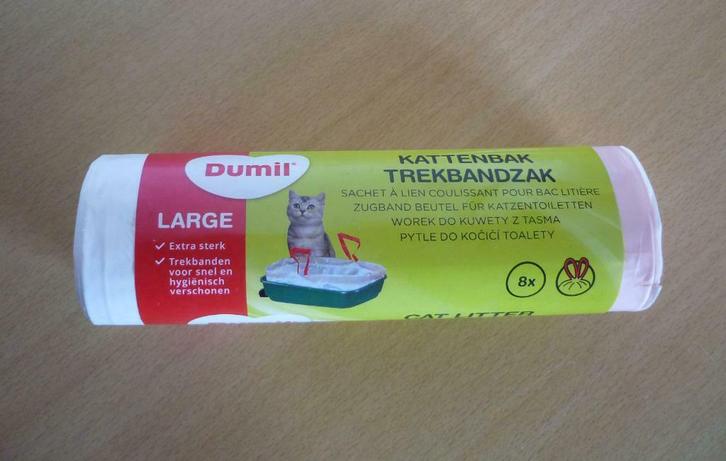 Dumil®
LARGE
✓ Extra sterk
✓ Trekbanden
voor snel en
hygiënisch
verschonen
KATTENBAK
TREKBANDZAK
SACHET À LIEN COULISSANT POUR BAC LITIÈRE
ZUGBAND BEUTEL FÜR KATZENTOILETTEN
WOREK DO KUWETY Z TASMA
PYTLE DO KOČIČÍ TOALETY
8x
CAT LITTER